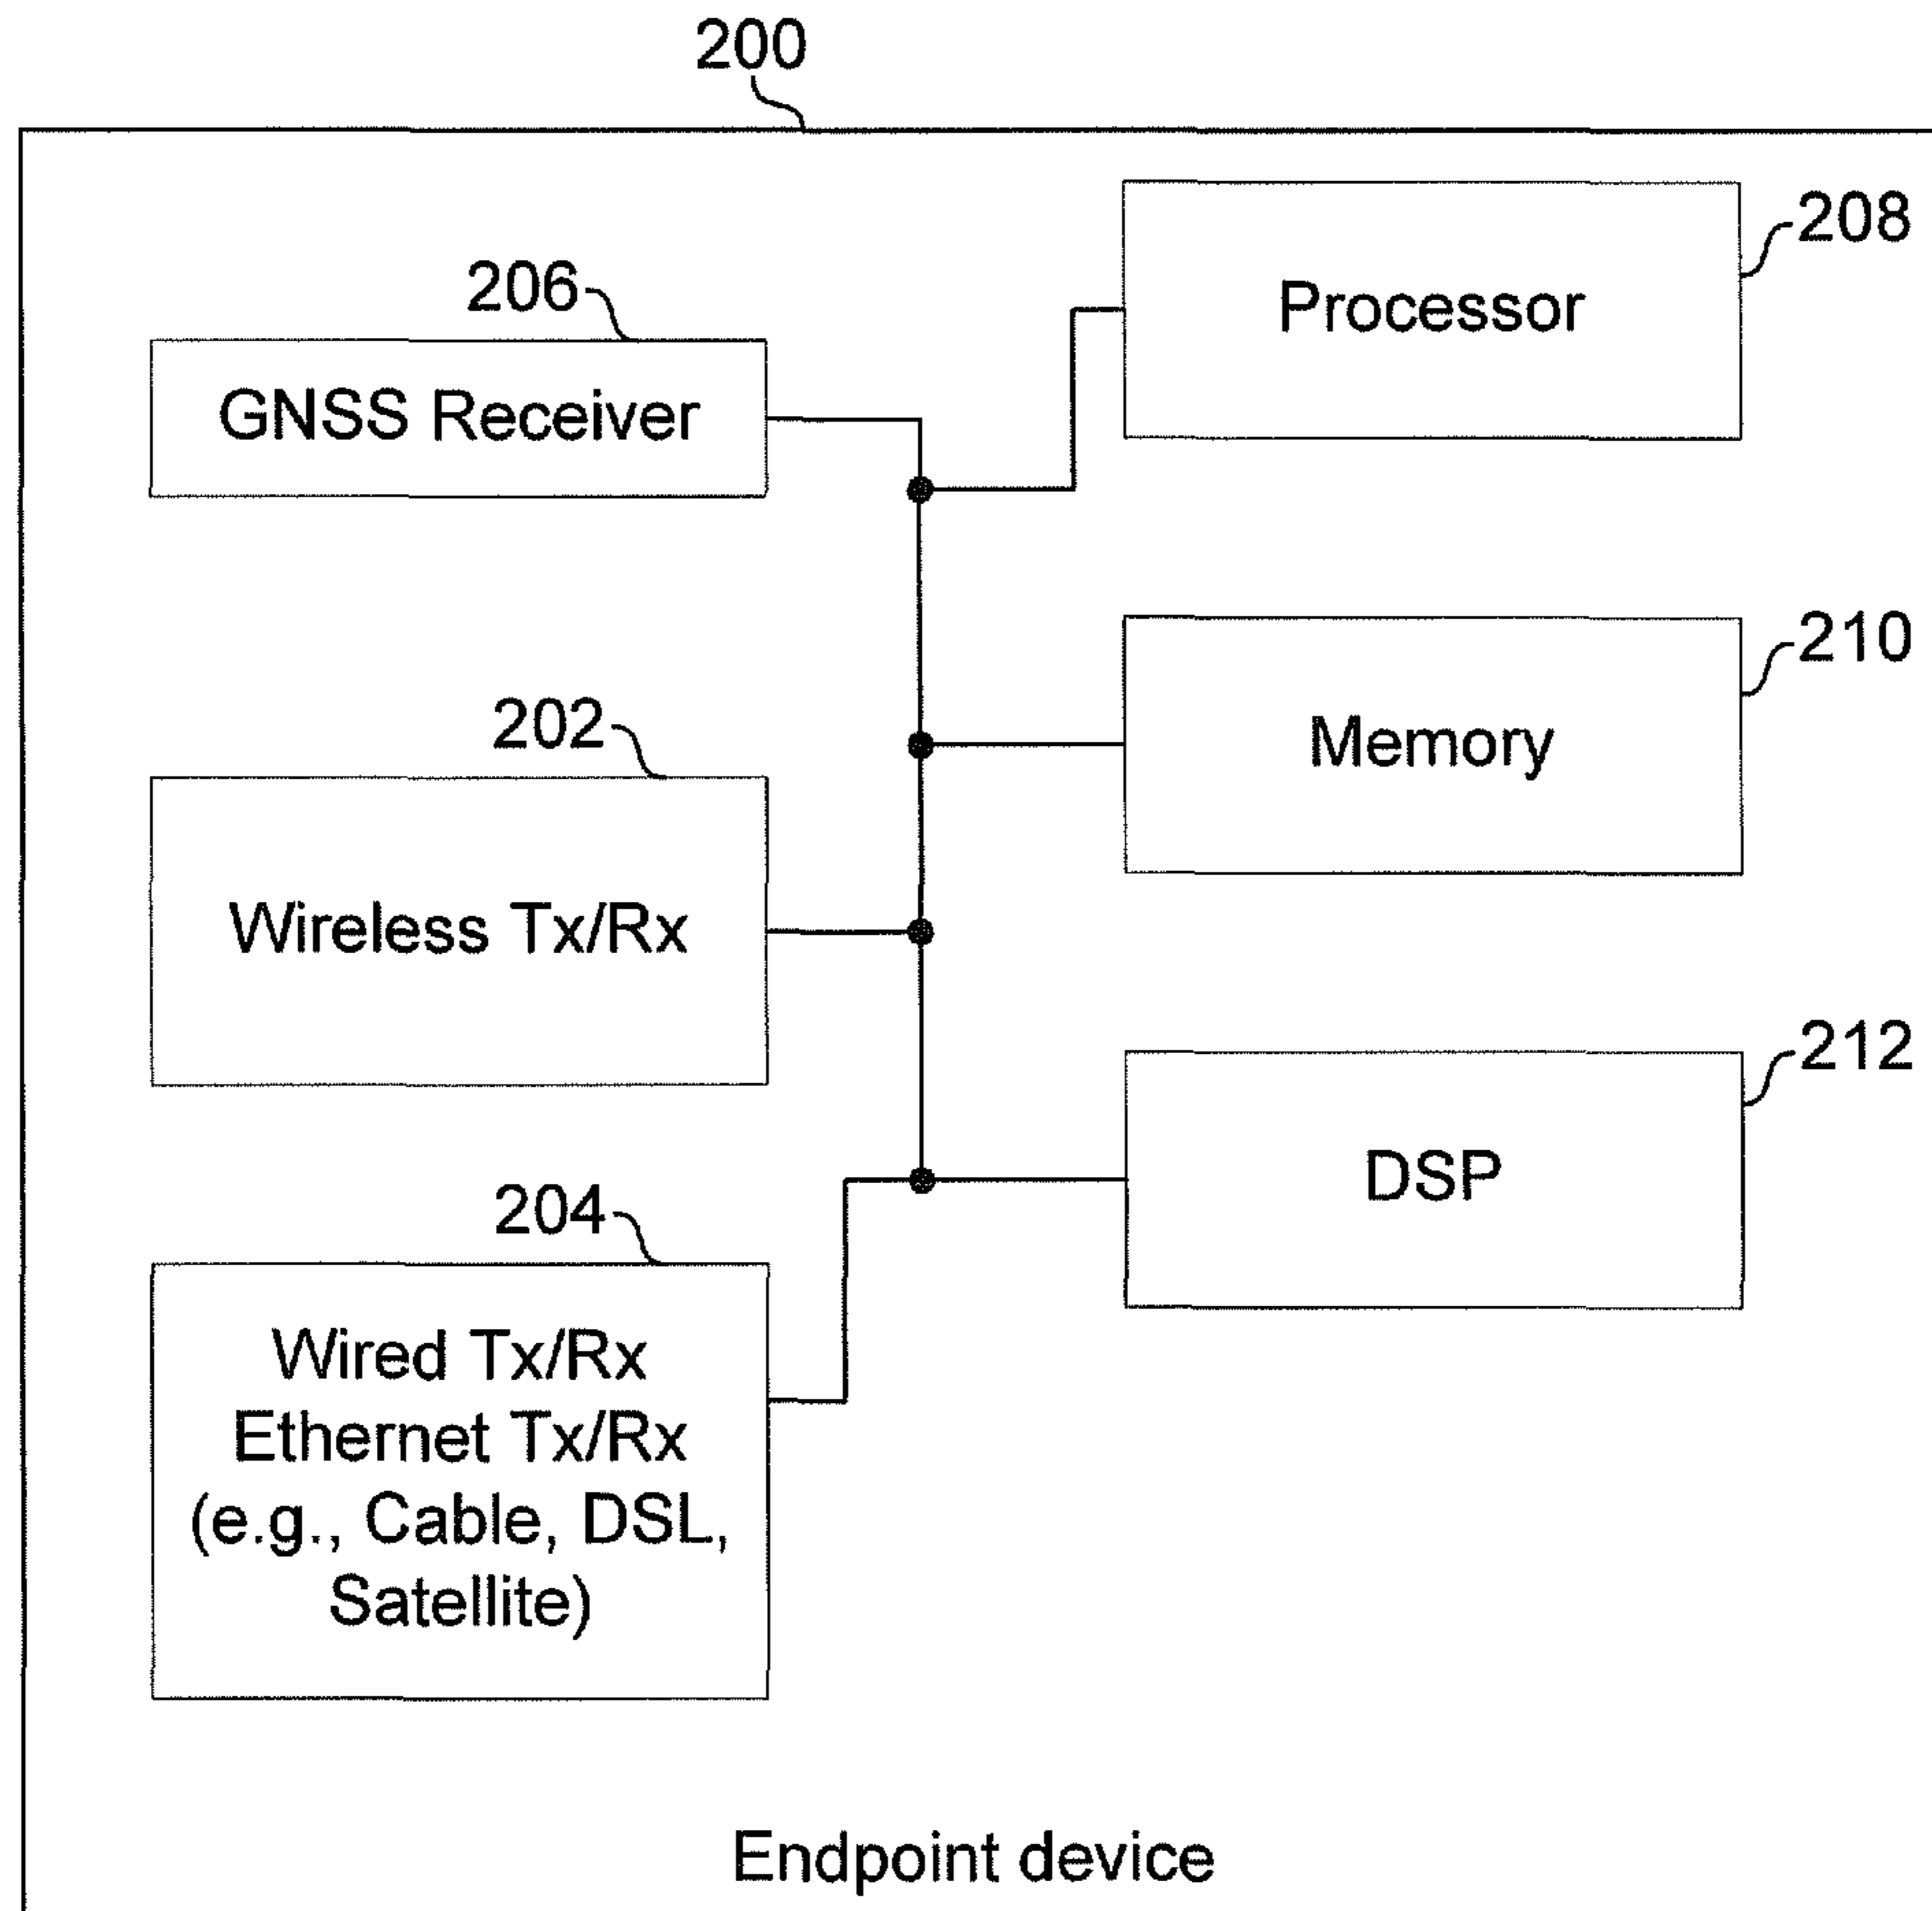 200
208
Processor
206
GNSS Receiver
210
Memory
202
Wireless Tx/Rx
212
DSP
204
Wired Tx/Rx
Ethernet Tx/Rx
(e.g., Cable, DSL,
Satellite)
Endpoint device